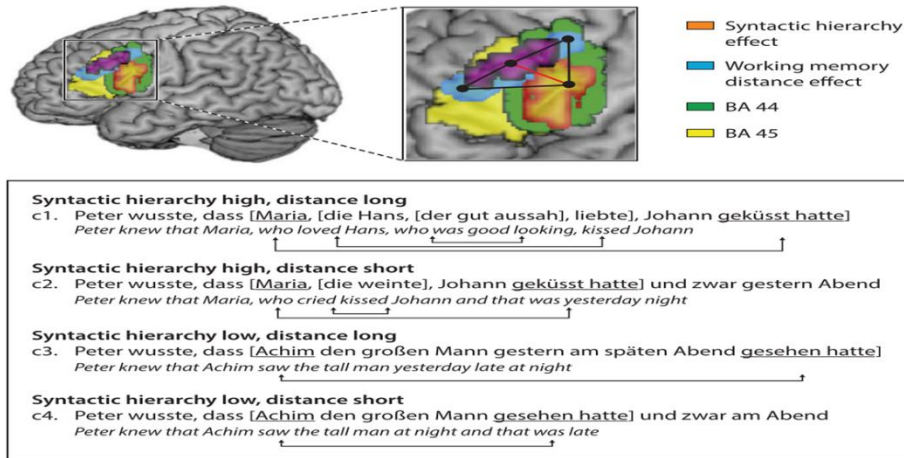 Syntactic hierarchy
effect
Working memory
distance effect
BA 44
BA 45
Syntactic hierarchy high, distance long
c1. Peter wusste, dass [Maria, [die Hans, [der gut aussah], liebte], Johann geküsst hatte]
Peter knew that Maria, who loved Hans, who was good looking, kissed Johann
Syntactic hierarchy high, distance short
c2. Peter wusste, dass [Maria, [die weinte], Johann geküsst hatte] und zwar gestern Abend
Peter knew that Maria, who cried kissed Johann and that was yesterday night
Syntactic hierarchy low, distance long
c3. Peter wusste, dass [Achim den großen Mann gestern am späten Abend gesehen hatte]
Peter knew that Achim saw the tall man yesterday late at night
Syntactic hierarchy low, distance short
c4. Peter wusste, dass [Achim den großen Mann gesehen hatte] und zwar am Abend
Peter knew that Achim saw the tall man at night and that was late